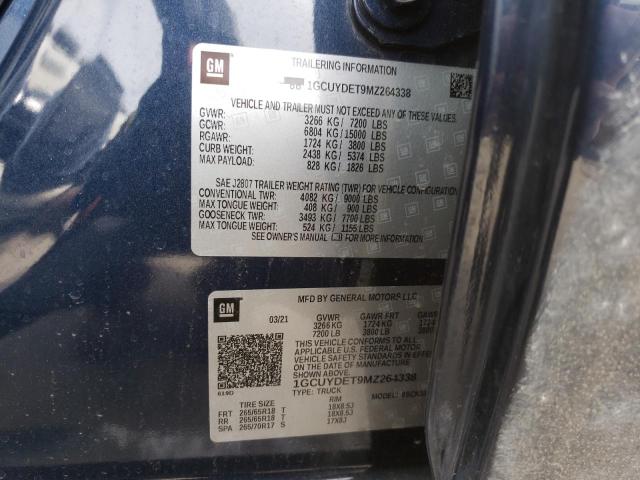 GM
TRAILERING INFORMATION
1GCUYDET9MZ264338
VEHICLE AND TRAILER MUST NOT EXCEED ANY OF THESE VALUES.
GVWR: 3266 KG/ 7200 LBS
GCWR: 6804 KG/ 15000 LBS
RGAWR: 1724 KG/ 3800 LBS
CURB WEIGHT: 2438 KG/ 5374 LBS
MAX PAYLOAD: 828 KG/ 1826 LBS
SAE J2807 TRAILER WEIGHT RATING (TWR) FOR VEHICLE CONFIGURATION
CONVENTIONAL TWR: 4082 KG/ 9000 LBS
MAX TONGUE WEIGHT: 408 KG/ 900 LBS
GOOSENECK TWR: 3493 KG/ 7700 LBS
MAX TONGUE WEIGHT: 524 KG/ 1155 LBS
SEE OWNER'S MANUAL FOR MORE INFORMATION
GM
MFD BY GENERAL MOTORS LLC
03/21 GVWR GAWR FRT GAWR
3266 KG 1724 KG 1724
7200 LB 3800 LB 3800
THIS VEHICLE CONFORMS TO ALL
APPLICABLE U.S. FEDERAL MOTOR
VEHICLE SAFETY STANDARDS IN EFFECT
ON THE DATE OF MANUFACTURE
SHOWN ABOVE.
1GCUYDET9MZ264338
619D
TYPE: TRUCK
TIRE SIZE RIM
FRT 265/65R18 T 18X8.5J
RR 265/65R18 T 18X8.5J
SPA 265/70R17 S 17X8J